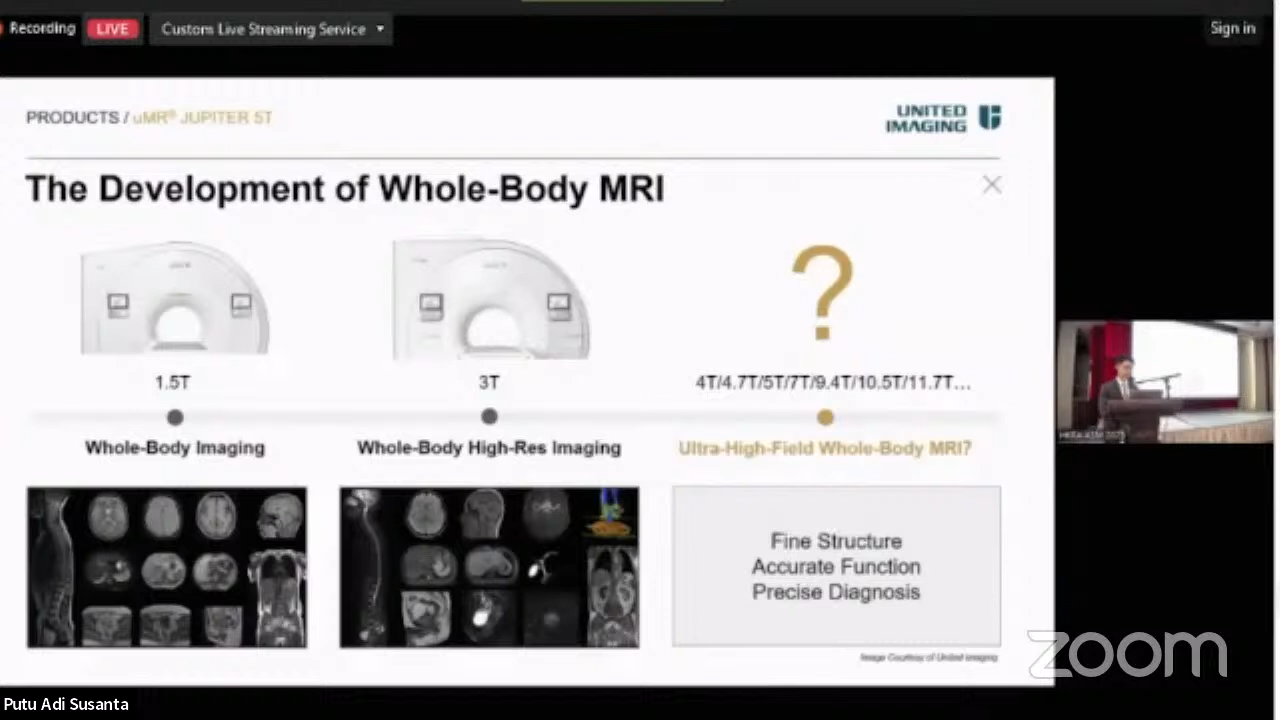 Recording
LIVE
Custom Live Streaming Service
Sign in
PRODUCTS / uMR® JUPITER 5T
UNITED
IMAGING
The Development of Whole-Body MRI
?
1.5T
3T
4T/4.7T/5T/7T/9.4T/10.5T/11.7T...
Whole-Body Imaging
Whole-Body High-Res Imaging
Ultra-High-Field Whole-Body MRI?
Fine Structure
Accurate Function
Precise Diagnosis
Image Courtesy of United Imaging
zoom
Putu Adi Susanta